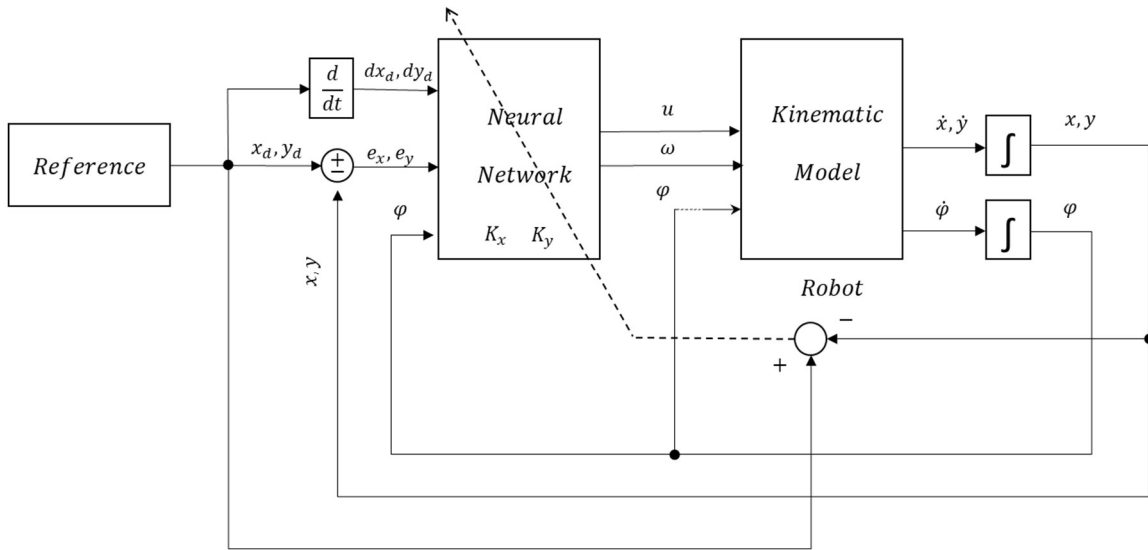 d
dt
dx_d, dy_d
Reference
x_d, y_d
±
−
e_x, e_y
φ
x, y
Neural
Network
K_x K_y
u
ω
φ
Kinematic
Model
ẋ, ẏ
∫
x, y
φ̇
∫
φ
Robot
−
+